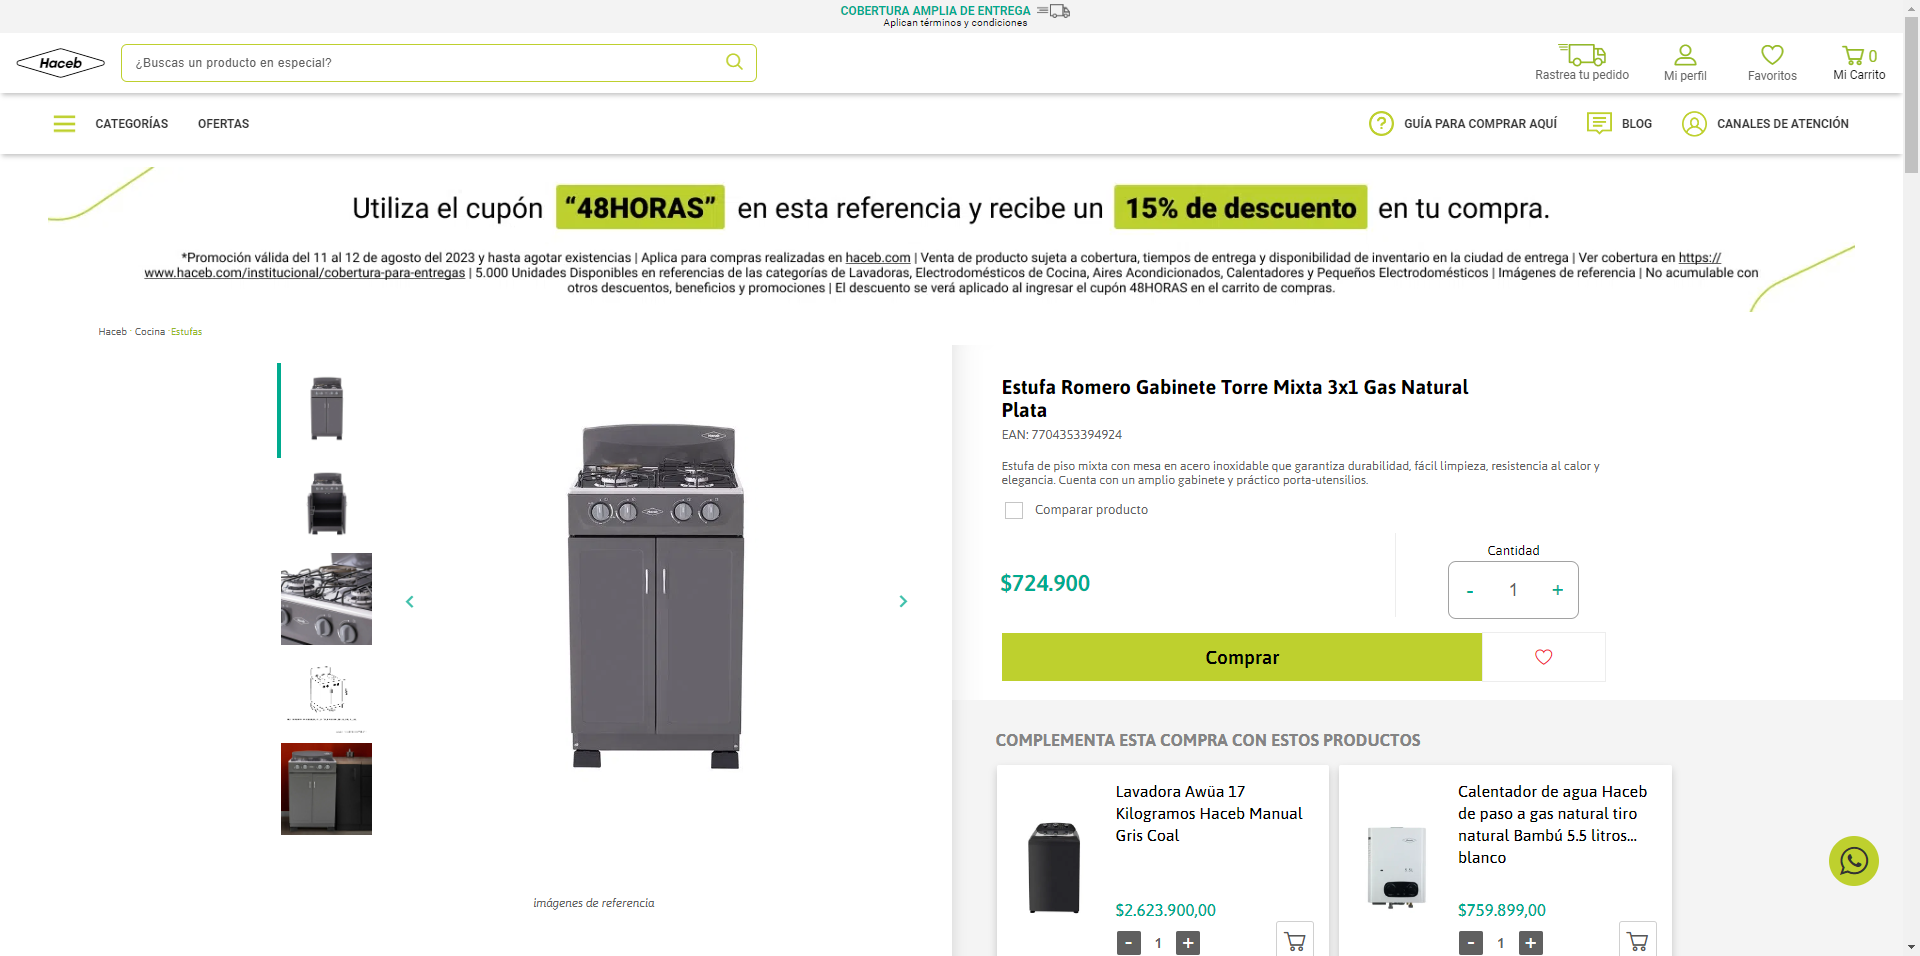 COBERTURA AMPLIA DE ENTREGA
Aplican términos y condiciones
Haceb
¿Buscas un producto en especial?
Rastrea tu pedido
Mi perfil
Favoritos
0
Mi Carrito
CATEGORÍAS
OFERTAS
GUÍA PARA COMPRAR AQUÍ
BLOG
CANALES DE ATENCIÓN
Utiliza el cupón “48HORAS” en esta referencia y recibe un 15% de descuento en tu compra.
*Promoción válida del 11 al 12 de agosto del 2023 y hasta agotar existencias | Aplica para compras realizadas en haceb.com | Venta de producto sujeta a cobertura, tiempos de entrega y disponibilidad de inventario en la ciudad de entrega | Ver cobertura en https://
www.haceb.com/institucional/cobertura-para-entregas | 5.000 Unidades Disponibles en referencias de las categorías de Lavadoras, Electrodomésticos de Cocina, Aires Acondicionados, Calentadores y Pequeños Electrodomésticos | Imágenes de referencia | No acumulable con
otros descuentos, beneficios y promociones | El descuento se verá aplicado al ingresar el cupón 48HORAS en el carrito de compras.
Haceb · Cocina · Estufas
Estufa Romero Gabinete Torre Mixta 3x1 Gas Natural
Plata
EAN: 7704353394924
Estufa de piso mixta con mesa en acero inoxidable que garantiza durabilidad, fácil limpieza, resistencia al calor y
elegancia. Cuenta con un amplio gabinete y práctico porta-utensilios.
Comparar producto
$724.900
Cantidad
- 1 +
Comprar
imágenes de referencia
COMPLEMENTA ESTA COMPRA CON ESTOS PRODUCTOS
Lavadora Awüa 17
Kilogramos Haceb Manual
Gris Coal
$2.623.900,00
- 1 +
Calentador de agua Haceb
de paso a gas natural tiro
natural Bambú 5.5 litros...
blanco
$759.899,00
- 1 +